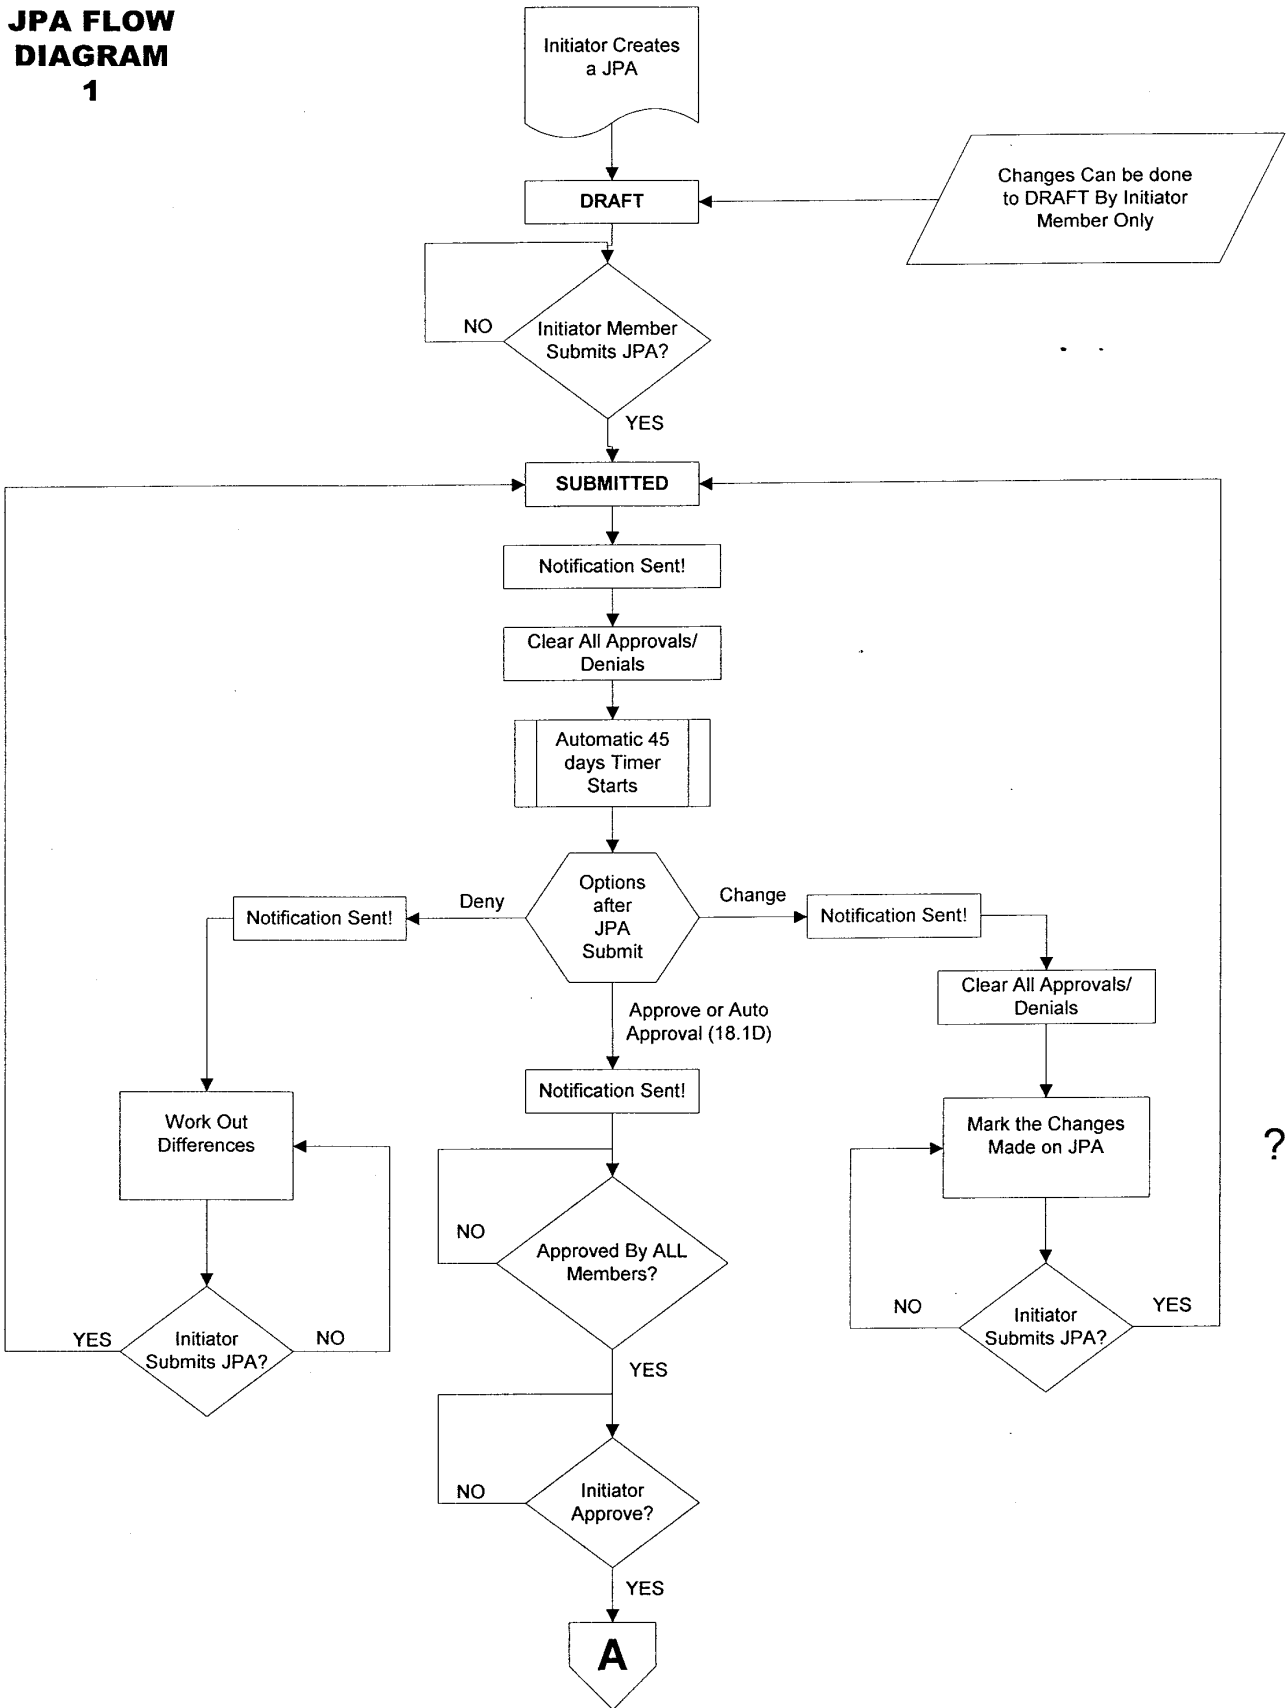 JPA FLOW
DIAGRAM
1
Initiator Creates
a JPA
DRAFT
Changes Can be done
to DRAFT By Initiator
Member Only
NO
Initiator Member
Submits JPA?
YES
SUBMITTED
Notification Sent!
Clear All Approvals/
Denials
Automatic 45
days Timer
Starts
Options
after
JPA
Submit
Deny
Notification Sent!
Change
Notification Sent!
Clear All Approvals/
Denials
Approve or Auto
Approval (18.1D)
Notification Sent!
Work Out
Differences
Mark the Changes
Made on JPA
?
NO
Approved By ALL
Members?
YES
YES
Initiator
Submits JPA?
NO
NO
Initiator
Submits JPA?
YES
NO
Initiator
Approve?
YES
A